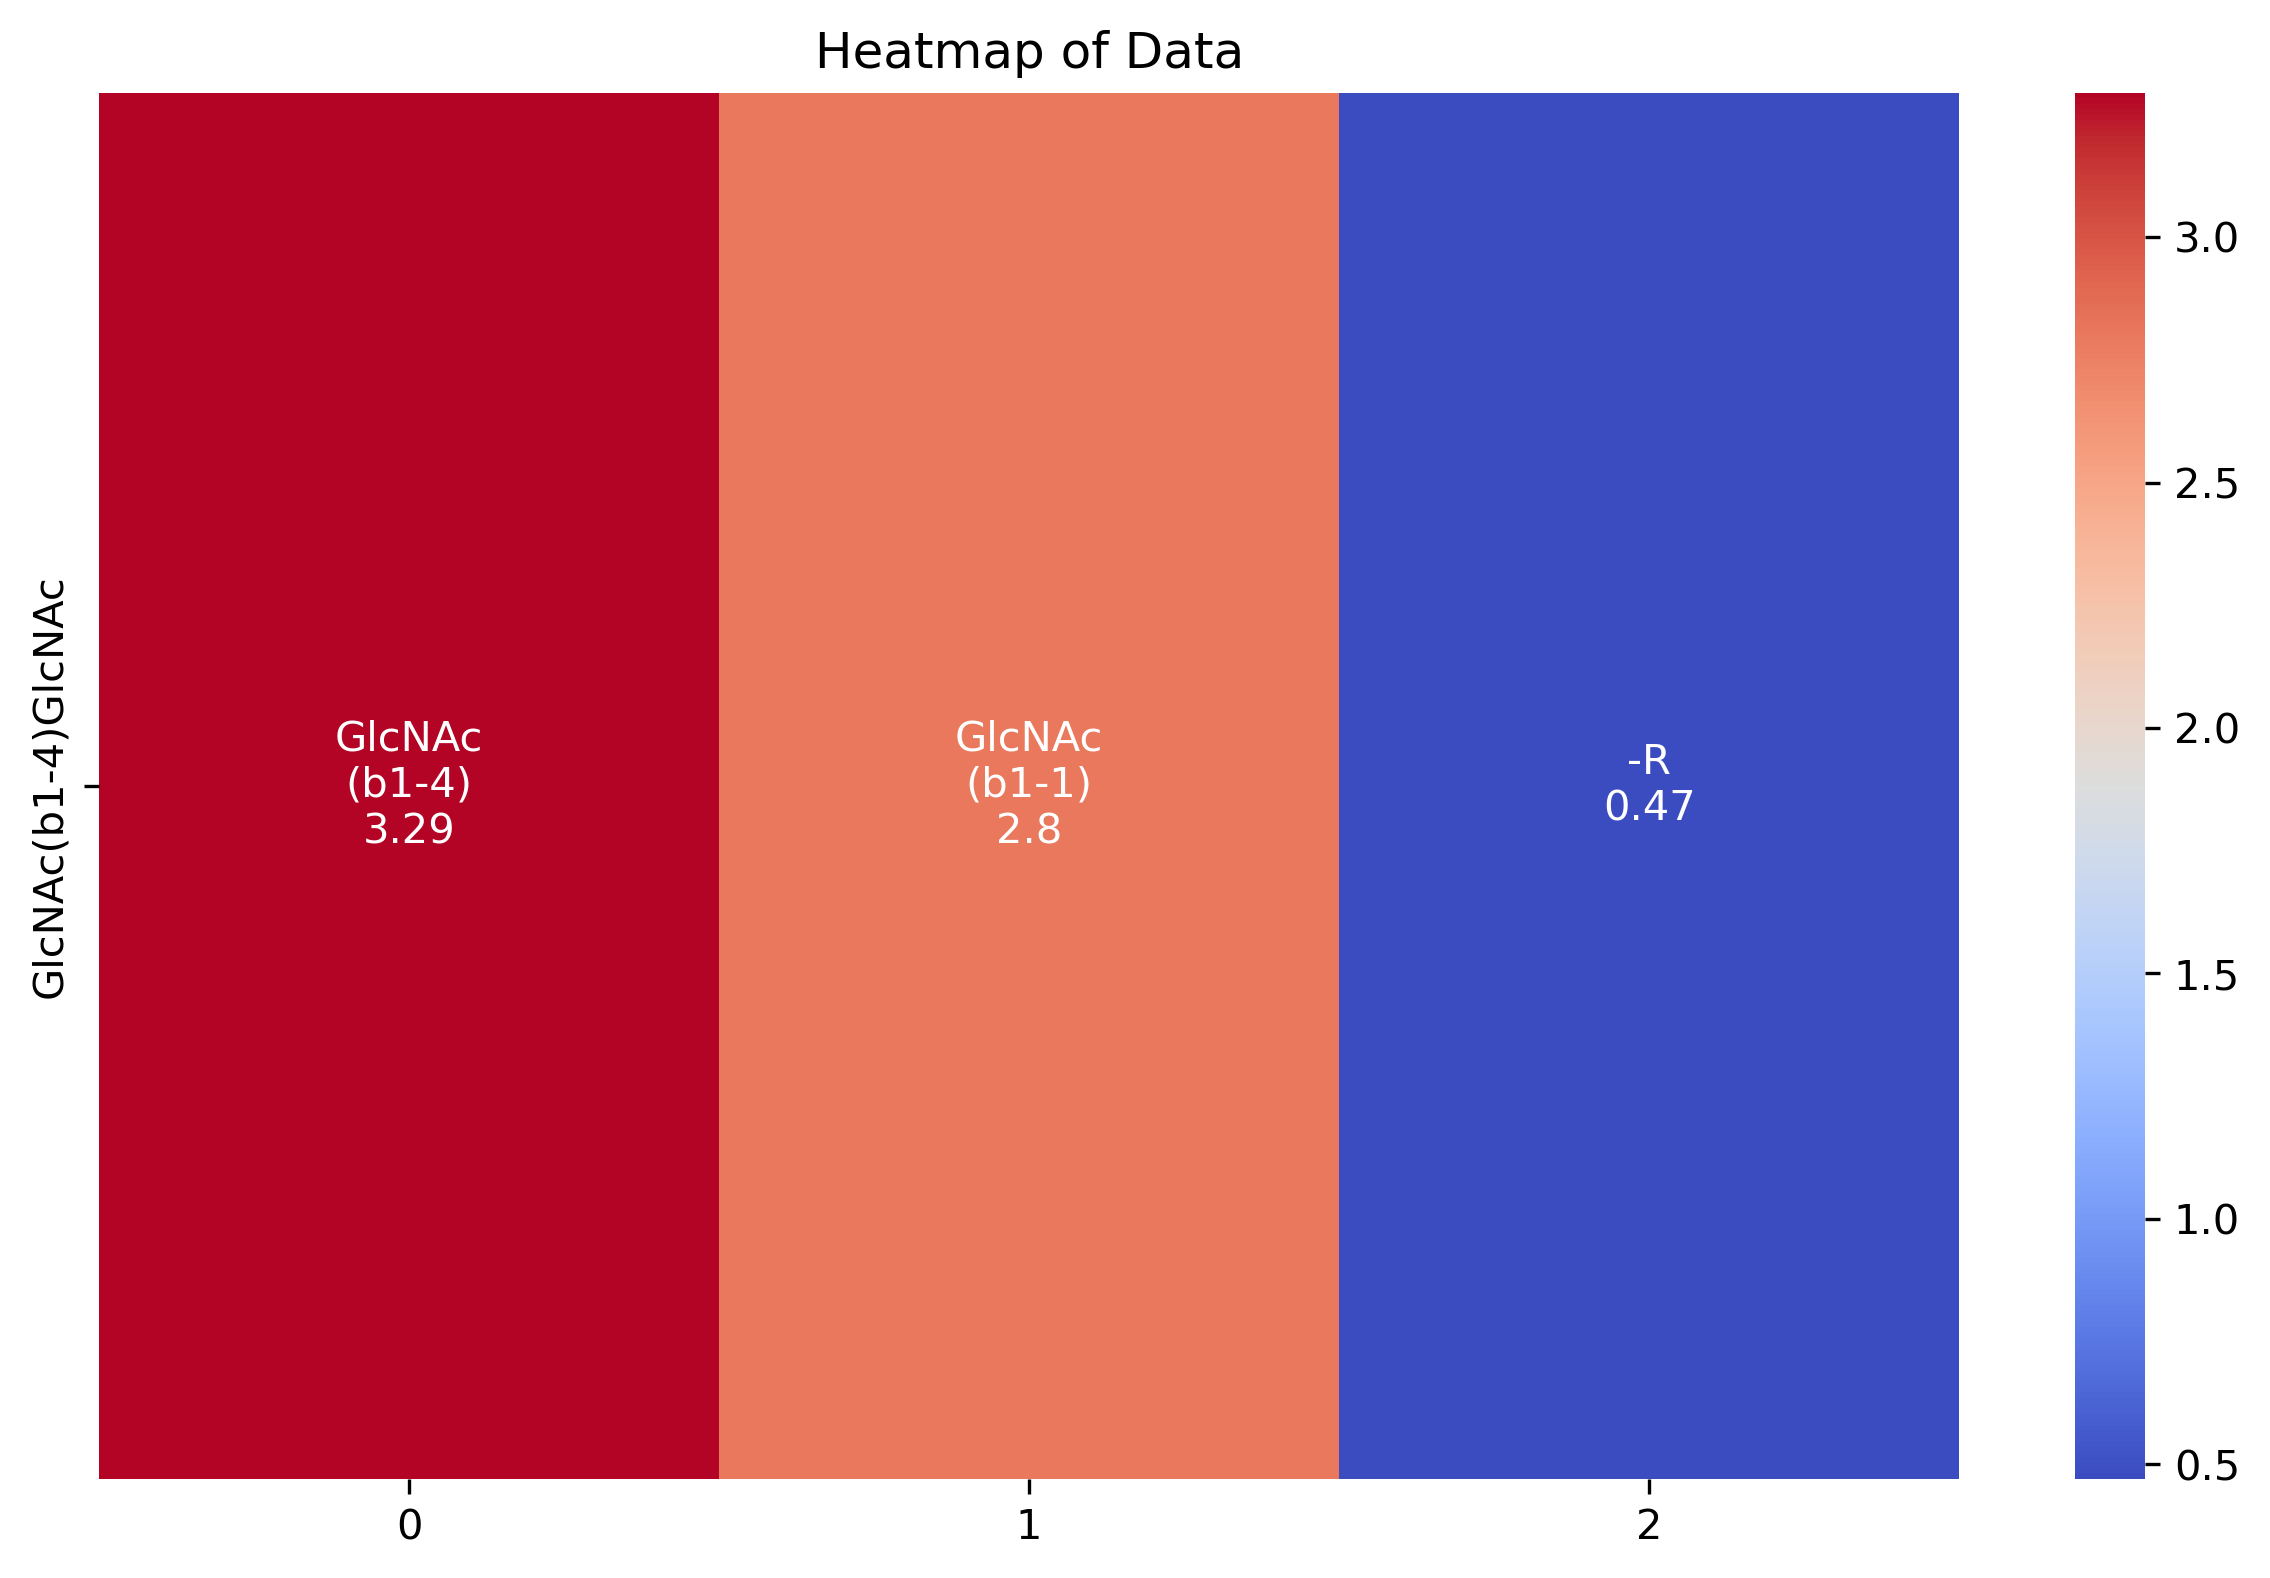 Heatmap of Data
GlcNAc(b1-4)GlcNAc
GlcNAc
(b1-4)
3.29
GlcNAc
(b1-1)
2.8
-R
0.47
0
1
2
3.0
2.5
2.0
1.5
1.0
0.5